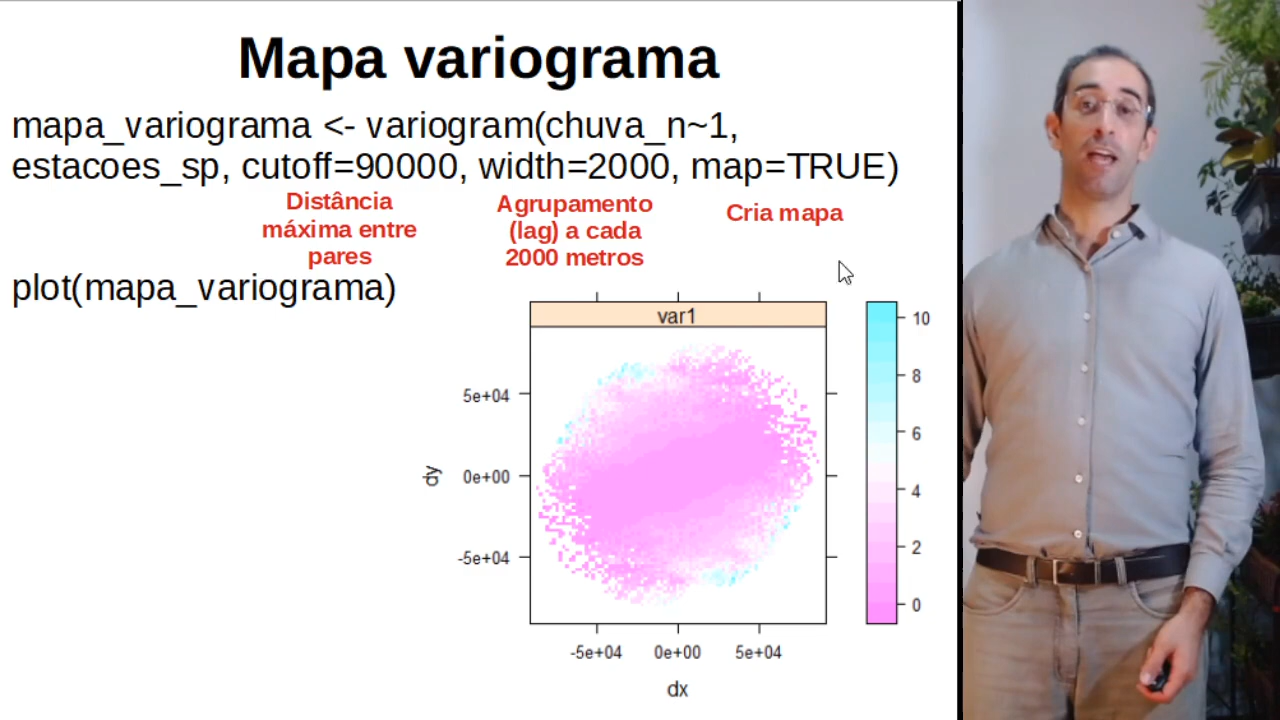 Mapa variograma
mapa_variograma <- variogram(chuva_n~1,
estacoes_sp, cutoff=90000, width=2000, map=TRUE)
Distância
máxima entre
pares
Agrupamento
(lag) a cada
2000 metros
Cria mapa
plot(mapa_variograma)
var1
10
8
6
4
2
0
5e+04
0e+00
-5e+04
dy
-5e+04 0e+00 5e+04
dx